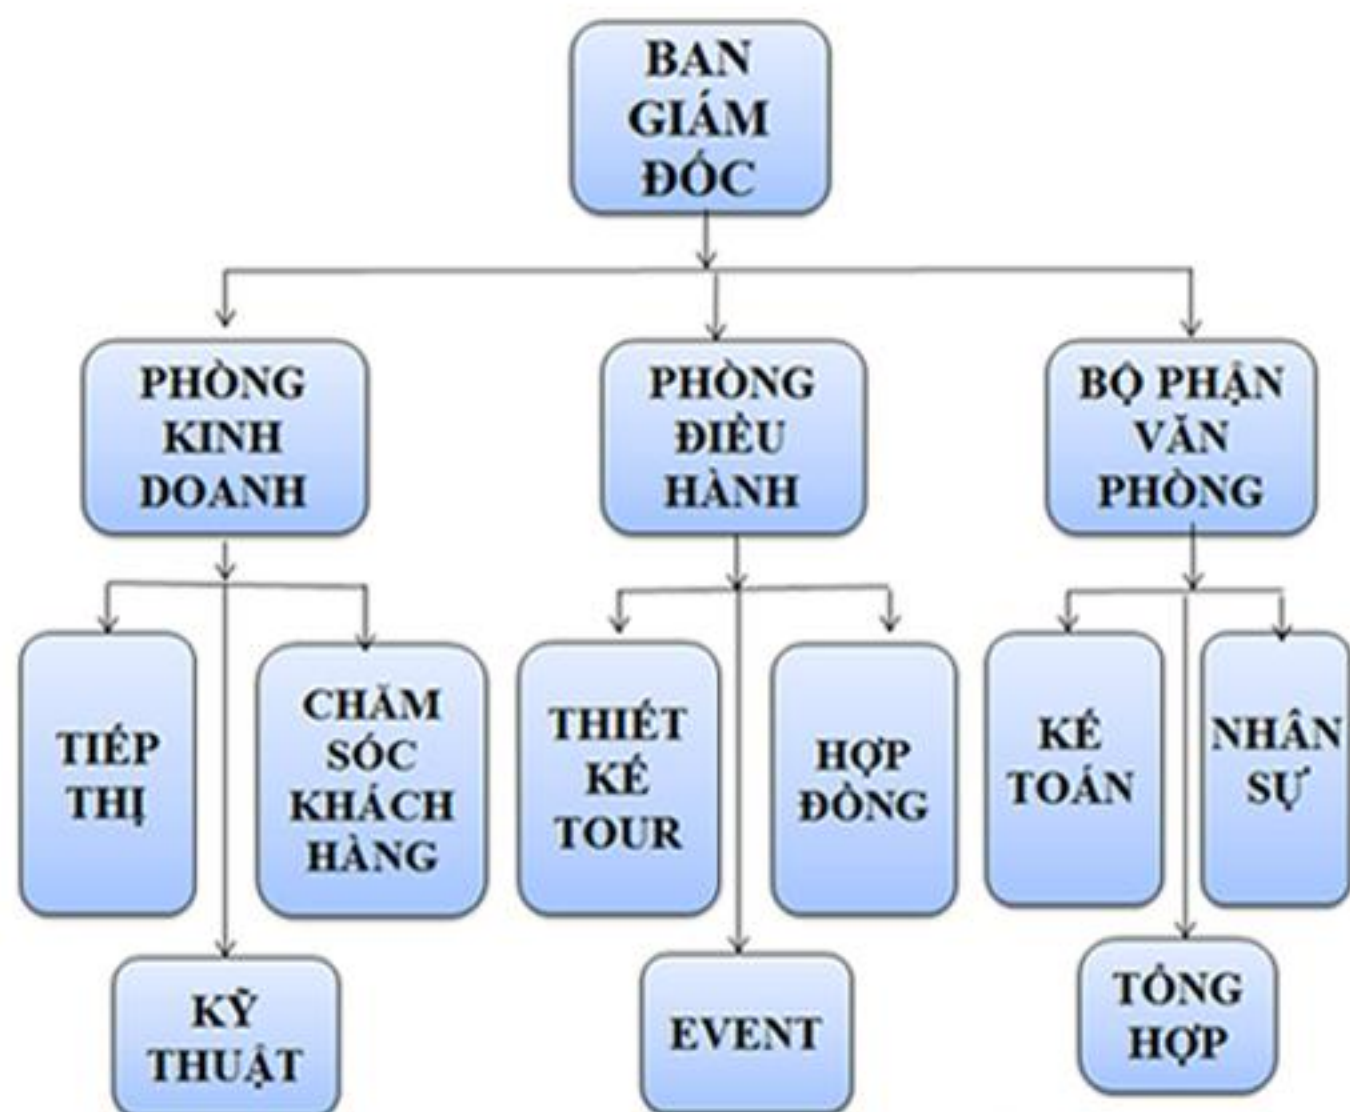 BAN
GIÁM
ĐỐC
PHÒNG
KINH
DOANH
PHÒNG
ĐIỀU
HÀNH
BỘ PHẬN
VĂN
PHÒNG
TIẾP
THỊ
CHĂM
SÓC
KHÁCH
HÀNG
THIẾT
KẾ
TOUR
HỢP
ĐỒNG
KẾ
TOÁN
NHÂN
SỰ
KỸ
THUẬT
EVENT
TỔNG
HỢP